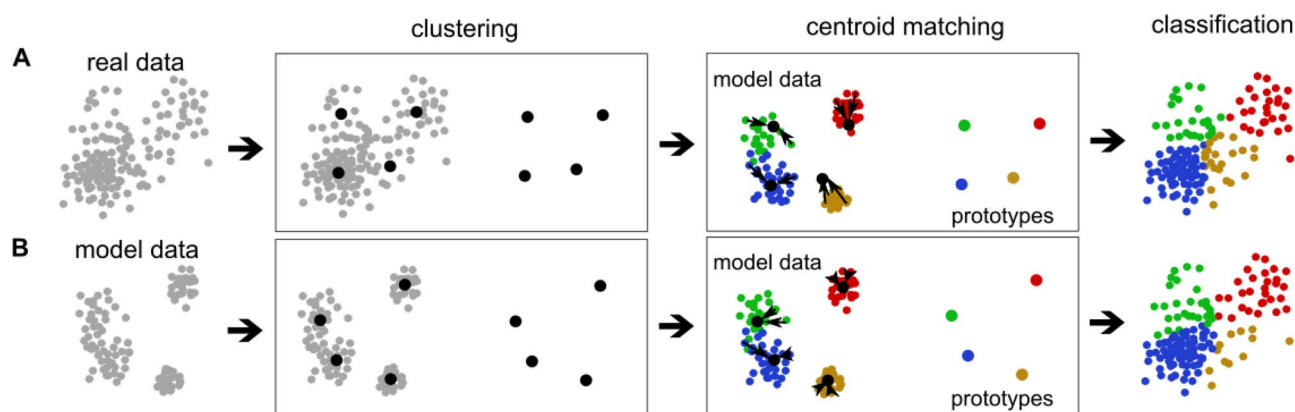 clustering
centroid matching
classification
A
real data
model data
prototypes
B
model data
model data
prototypes